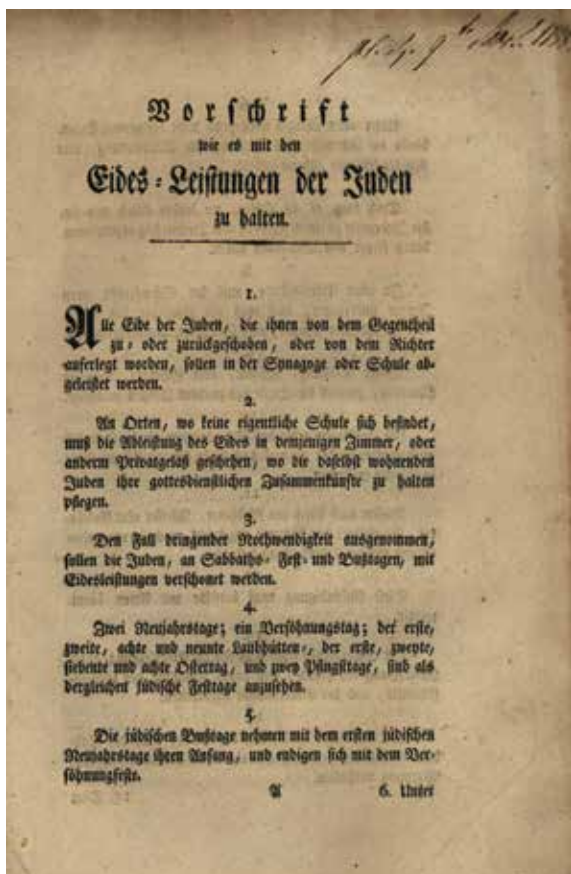 Vorschrift
wie es mit den
Eides-Leistungen der Juden
zu halten.
1.
Alle Eide der Juden, die ihnen von dem Gegentheil
zu- oder zurückgeschoben, oder von dem Richter
auferlegt worden, sollen in der Synagoge oder Schule ab-
geleistet werden.
2.
An Orten, wo keine eigentliche Schule sich befindet,
muß die Ableistung des Eides in demjenigen Zimmer, oder
anderm Privatgelaß geschehen, wo die daselbst wohnenden
Juden ihre gottesdienstlichen Zusammenkünfte zu halten
pflegen.
3.
Den Fall dringender Nothwendigkeit ausgenommen,
sollen die Juden, an Sabbaths- Fest- und Bußtagen, mit
Eidesleistungen verschonet werden.
4.
Zwei Neujahrstage; ein Versöhnungstag; der erste,
zweite, achte und neunte Laubhütten-, der erste, zweyte,
siebente und achte Ostertag, und zwey Pfingsttage, sind als
dergleichen jüdische Festtage anzusehen.
5.
Die jüdischen Bußtage nehmen mit dem ersten jüdischen
Neujahrstage ihren Anfang, und endigen sich mit dem Ver-
söhnungsfeste.
A 6. Unter